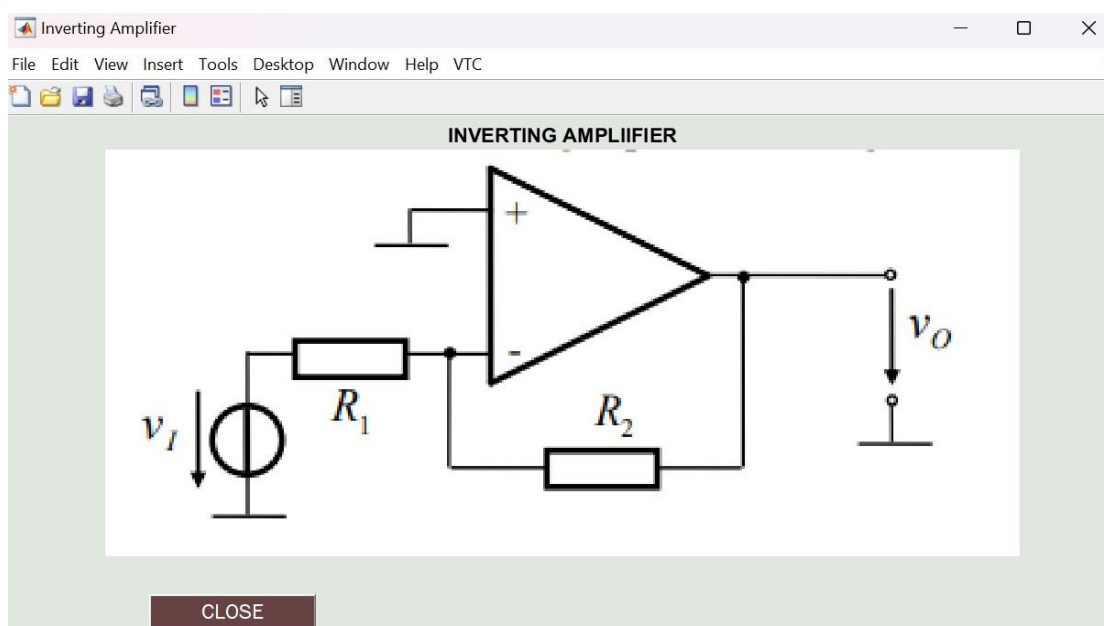 Inverting Amplifier
File Edit View Insert Tools Desktop Window Help VTC
INVERTING AMPLIIFIER
+
-
v_O
R_1
R_2
v_I
CLOSE